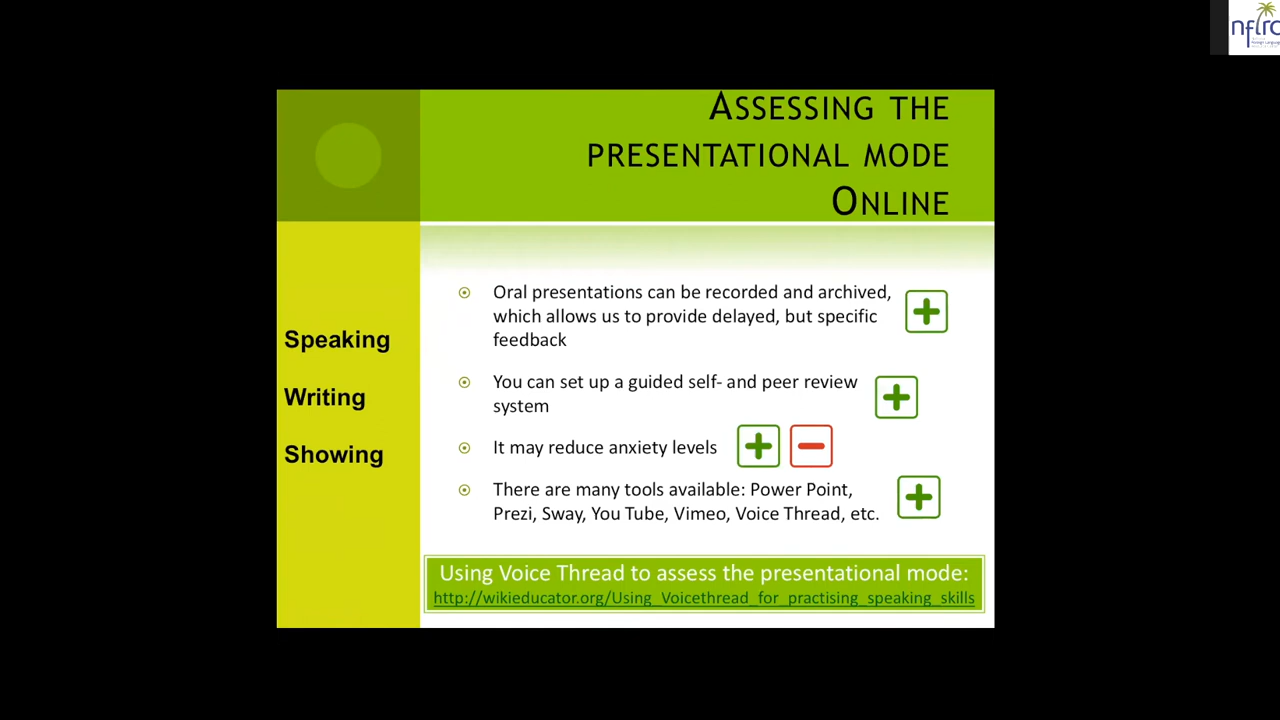 nflrc
ASSESSING THE
PRESENTATIONAL MODE
ONLINE
Speaking
Writing
Showing
Oral presentations can be recorded and archived,
which allows us to provide delayed, but specific
feedback
You can set up a guided self- and peer review
system
It may reduce anxiety levels
There are many tools available: Power Point,
Prezi, Sway, You Tube, Vimeo, Voice Thread, etc.
Using Voice Thread to assess the presentational mode:
http://wikieducator.org/Using_Voicethread_for_practising_speaking_skills